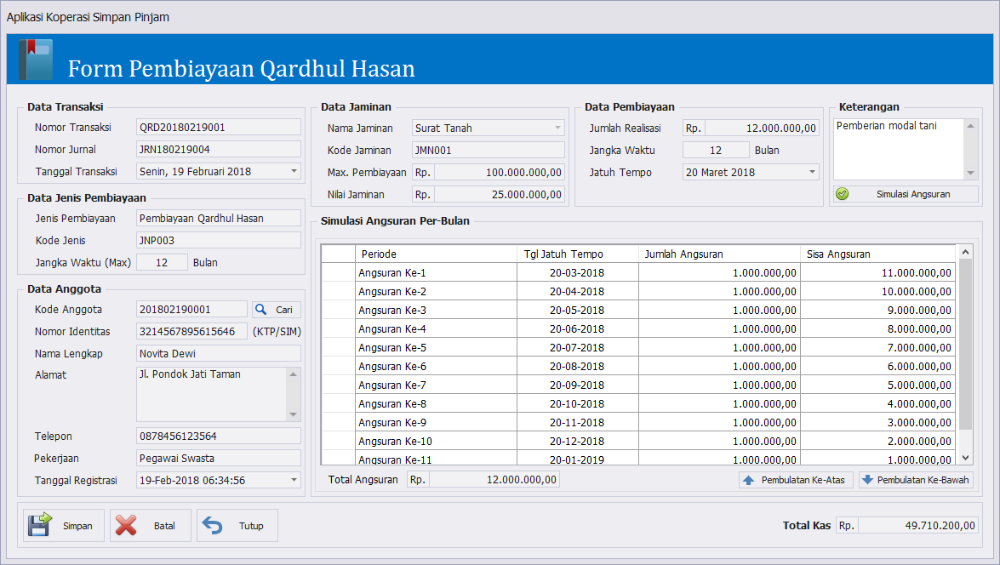 Aplikasi Koperasi Simpan Pinjam
Form Pembiayaan Qardhul Hasan
Data Transaksi
Nomor Transaksi QRD20180219001
Nomor Jurnal JRN180219004
Tanggal Transaksi Senin, 19 Februari 2018
Data Jenis Pembiayaan
Jenis Pembiayaan Pembiayaan Qardhul Hasan
Kode Jenis JNP003
Jangka Waktu (Max) 12 Bulan
Data Anggota
Kode Anggota 201802190001 Cari
Nomor Identitas 3214567895615646 (KTP/SIM)
Nama Lengkap Novita Dewi
Alamat Jl. Pondok Jati Taman
Telepon 0878456123564
Pekerjaan Pegawai Swasta
Tanggal Registrasi 19-Feb-2018 06:34:56
Data Jaminan
Nama Jaminan Surat Tanah
Kode Jaminan JMN001
Max. Pembiayaan Rp. 100.000.000,00
Nilai Jaminan Rp. 25.000.000,00
Data Pembiayaan
Jumlah Realisasi Rp. 12.000.000,00
Jangka Waktu 12 Bulan
Jatuh Tempo 20 Maret 2018
Keterangan
Pemberian modal tani
Simulasi Angsuran
Simulasi Angsuran Per-Bulan
Periode Tgl Jatuh Tempo Jumlah Angsuran Sisa Angsuran
Angsuran Ke-1 20-03-2018 1.000.000,00 11.000.000,00
Angsuran Ke-2 20-04-2018 1.000.000,00 10.000.000,00
Angsuran Ke-3 20-05-2018 1.000.000,00 9.000.000,00
Angsuran Ke-4 20-06-2018 1.000.000,00 8.000.000,00
Angsuran Ke-5 20-07-2018 1.000.000,00 7.000.000,00
Angsuran Ke-6 20-08-2018 1.000.000,00 6.000.000,00
Angsuran Ke-7 20-09-2018 1.000.000,00 5.000.000,00
Angsuran Ke-8 20-10-2018 1.000.000,00 4.000.000,00
Angsuran Ke-9 20-11-2018 1.000.000,00 3.000.000,00
Angsuran Ke-10 20-12-2018 1.000.000,00 2.000.000,00
Angsuran Ke-11 20-01-2019 1.000.000,00 1.000.000,00
Total Angsuran Rp. 12.000.000,00 Pembulatan Ke-Atas Pembulatan Ke-Bawah
Simpan Batal Tutup Total Kas Rp. 49.710.200,00